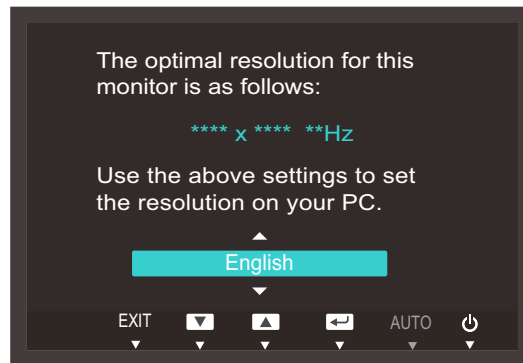 The optimal resolution for this
monitor is as follows:
**** x **** **Hz
Use the above settings to set
the resolution on your PC.
English
EXIT AUTO